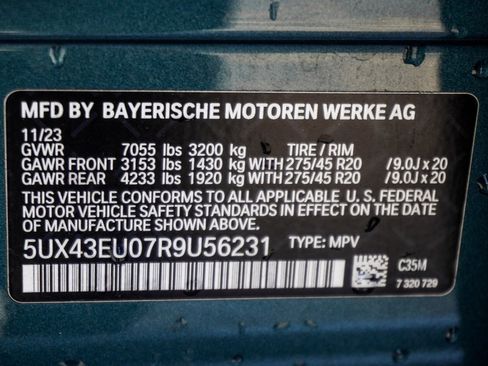 MFD BY BAYERISCHE MOTOREN WERKE AG
11/23
GVWR 7055 lbs 3200 kg TIRE / RIM
GAWR FRONT 3153 lbs 1430 kg WITH 275/45 R20 /9.0J x 20
GAWR REAR 4233 lbs 1920 kg WITH 275/45 R20 /9.0J x 20
THIS VEHICLE CONFORMS TO ALL APPLICABLE U. S. FEDERAL
MOTOR VEHICLE SAFETY STANDARDS IN EFFECT ON THE DATE OF
MANUFACTURE SHOWN ABOVE.
5UX43EU07R9U56231 TYPE: MPV
C35M
7 320 729